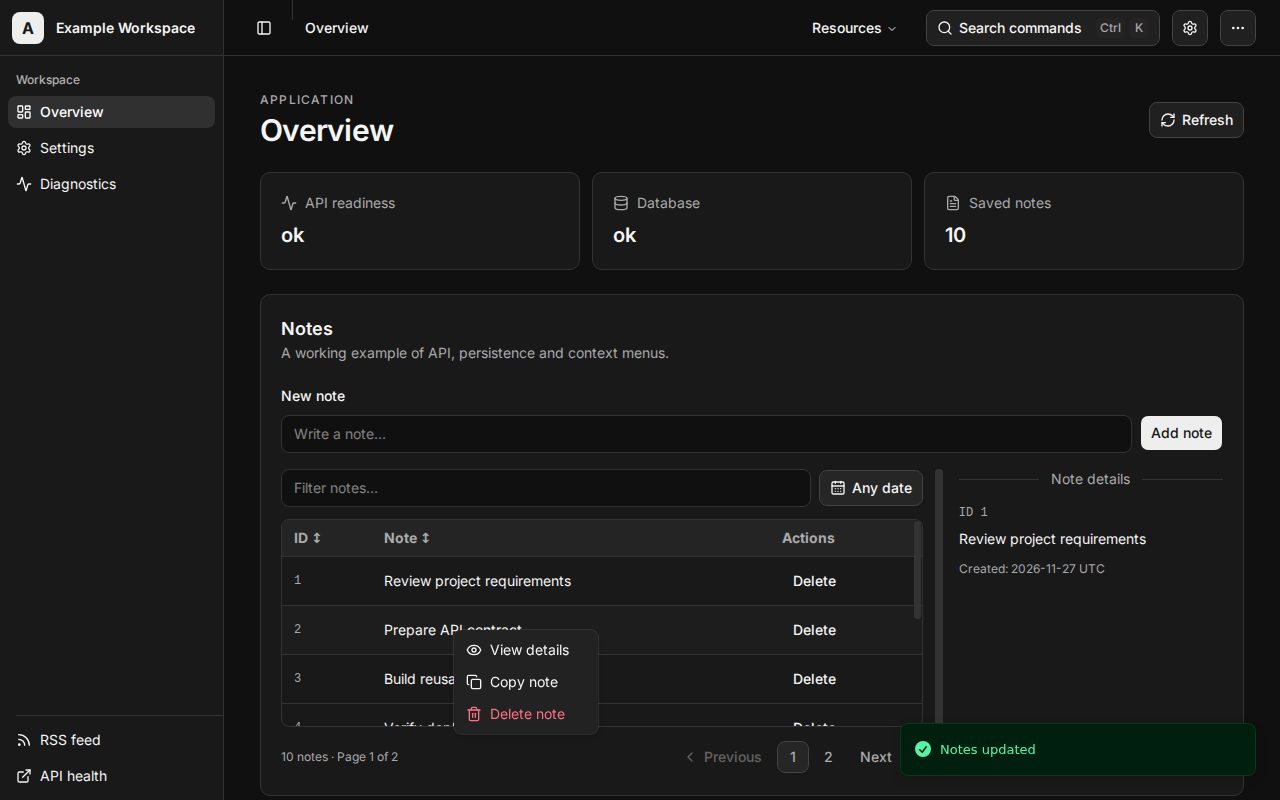 A Example Workspace
Overview
Resources
Search commands Ctrl K
Workspace
Overview
Settings
Diagnostics
RSS feed
API health
APPLICATION
Overview
Refresh
API readiness
ok
Database
ok
Saved notes
10
Notes
A working example of API, persistence and context menus.
New note
Write a note...
Add note
Filter notes...
Any date
ID Note Actions
1 Review project requirements Delete
2 Prepare API contract Delete
3 Build reusa Delete
View details
Copy note
Delete note
10 notes · Page 1 of 2
Previous 1 2 Next
Note details
ID 1
Review project requirements
Created: 2026-11-27 UTC
Notes updated